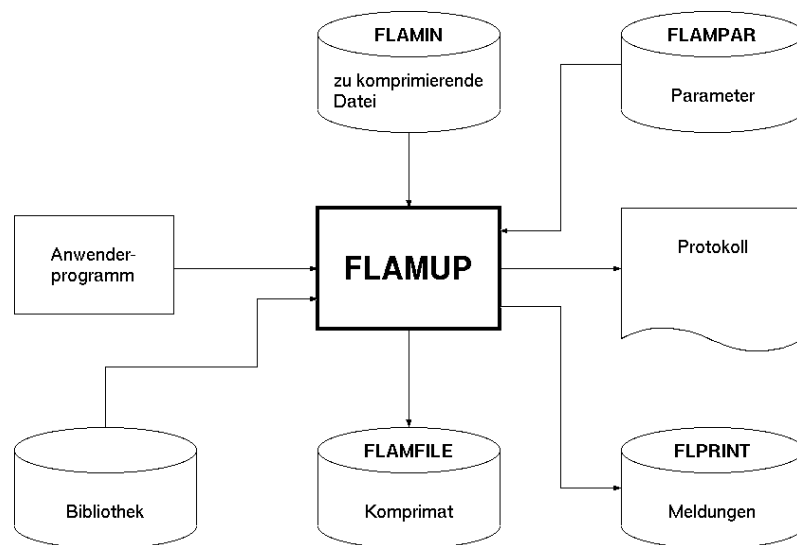 FLAMIN
zu komprimierende
Datei
FLAMPAR
Parameter
Anwender-
programm
FLAMUP
Protokoll
Bibliothek
FLAMFILE
Komprimat
FLPRINT
Meldungen